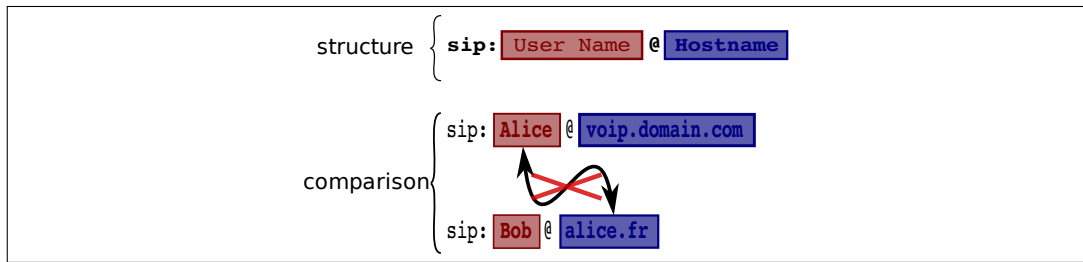 structure sip: User Name @ Hostname
sip: Alice @ voip.domain.com
comparison
sip: Bob @ alice.fr